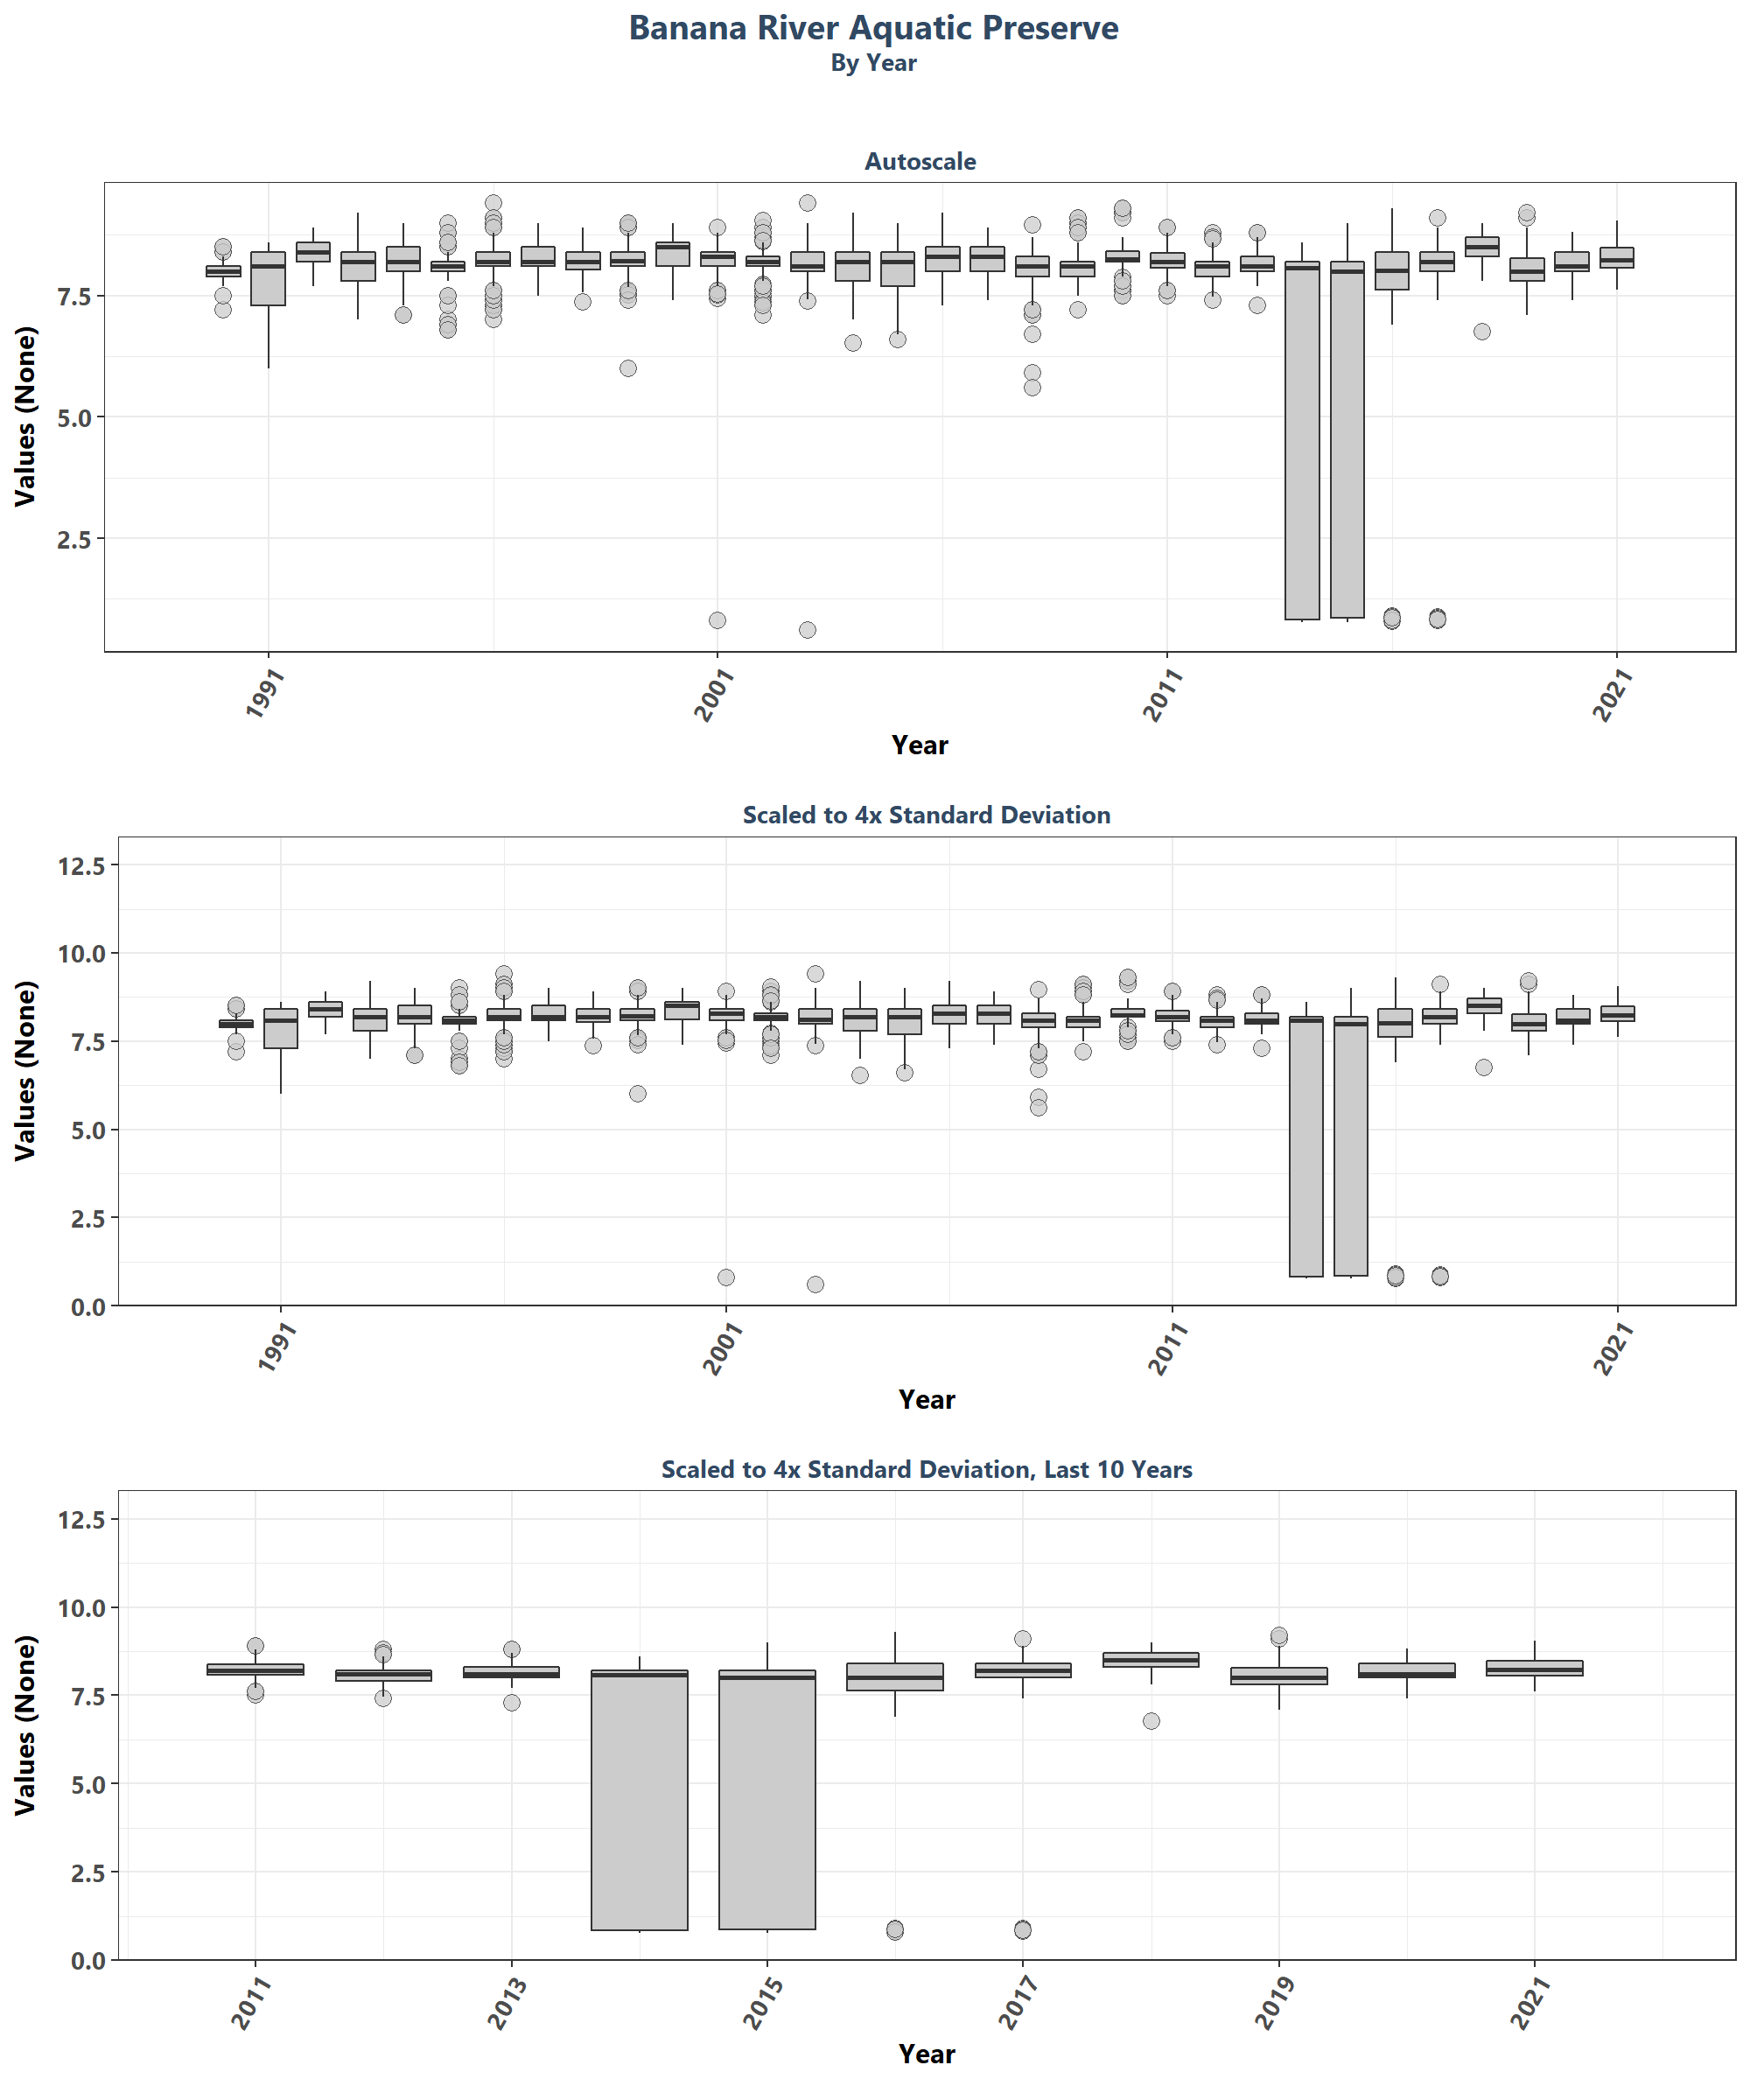 Banana River Aquatic Preserve
By Year
Autoscale
Values (None)
7.5
5.0
2.5
1991
2001
2011
2021
Year
Scaled to 4x Standard Deviation
Values (None)
12.5
10.0
7.5
5.0
2.5
0.0
1991
2001
2011
2021
Year
Scaled to 4x Standard Deviation, Last 10 Years
Values (None)
12.5
10.0
7.5
5.0
2.5
0.0
2011
2013
2015
2017
2019
2021
Year